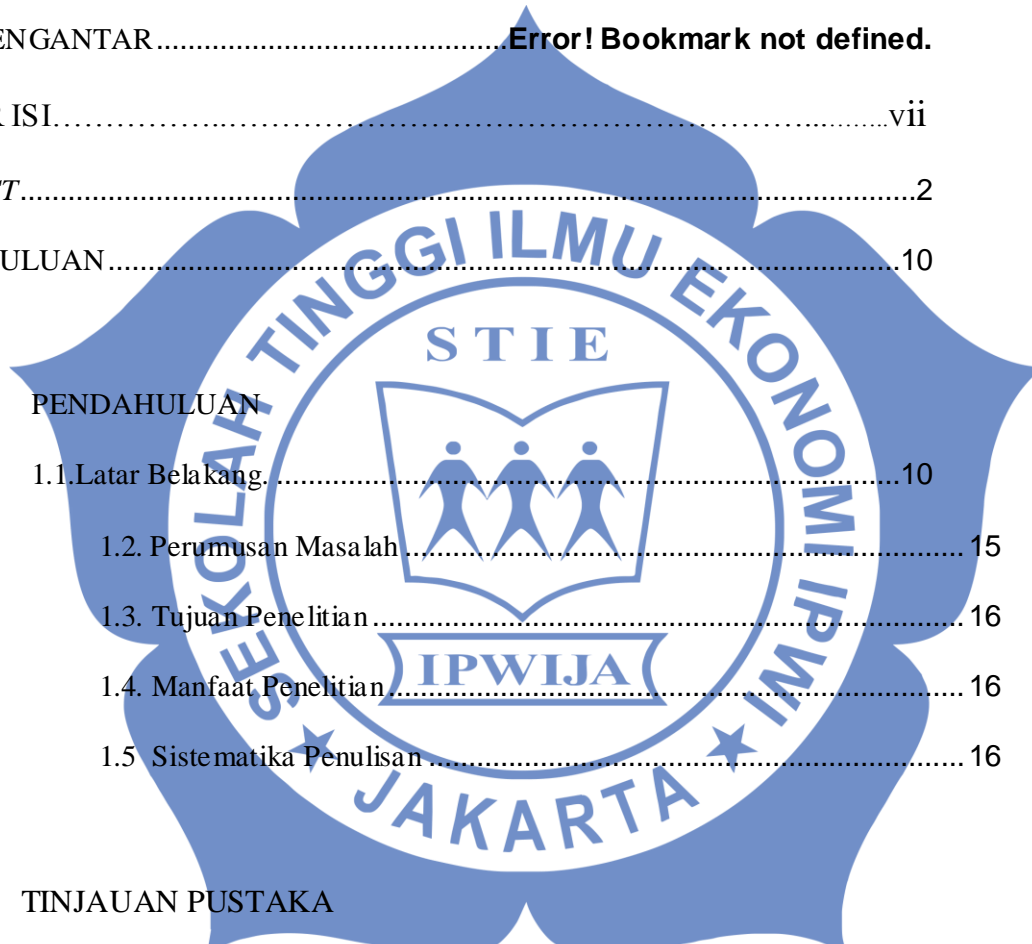 ENGANTAR....................................Error! Bookmark not defined.
ISI...........................................................................vii
T...........................................................................2
ULUAN...........................................................................10
PENDAHULUAN
1.1.Latar Belakang. ..........................................................10
1.2. Perumusan Masalah .......................................................... 15
1.3. Tujuan Penelitian .......................................................... 16
1.4. Manfaat Penelitian .......................................................... 16
1.5 Sistematika Penulisan .......................................................... 16
TINJAUAN PUSTAKA
SEKOLAH TINGGI ILMU EKONOMI IPWI
STIE
IPWIJA
★ JAKARTA ★